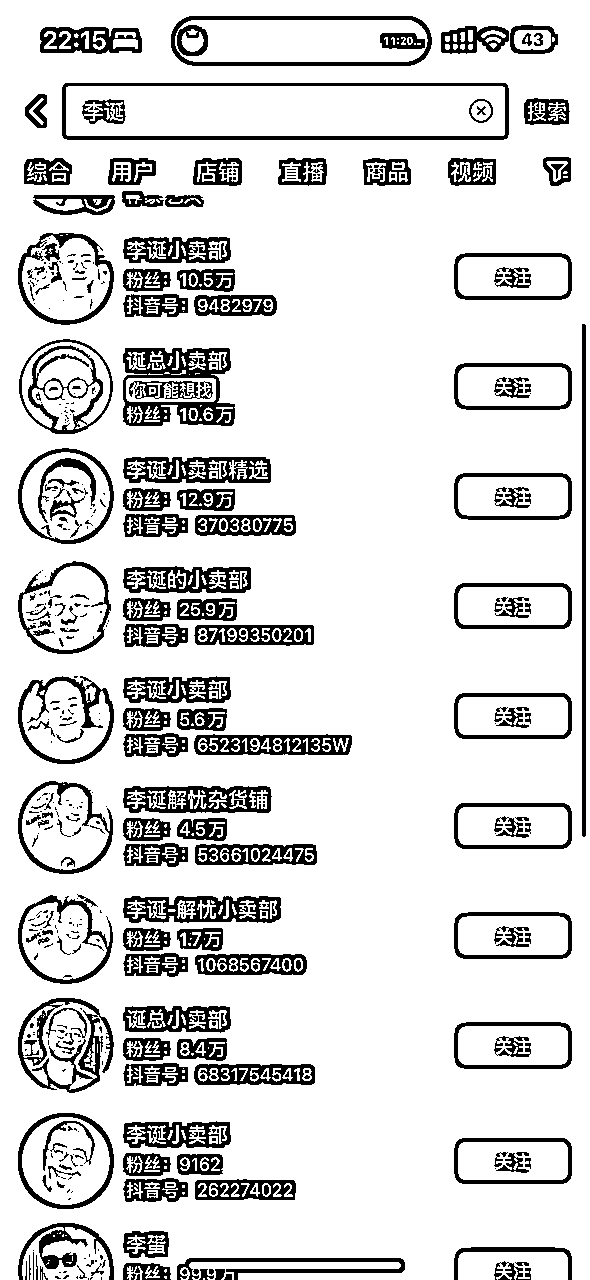 22:15
43
李诞
搜索
综合 用户 店铺 直播 商品 视频
李诞小卖部
粉丝：10.5万
抖音号：9482979
关注
诞总小卖部
你可能想找
粉丝：10.6万
关注
李诞小卖部精选
粉丝：12.9万
抖音号：370380775
关注
李诞的小卖部
粉丝：25.9万
抖音号：87199350201
关注
李诞小卖部
粉丝：5.6万
抖音号：6523194812135W
关注
李诞解忧杂货铺
粉丝：4.5万
抖音号：53661024475
关注
李诞-解忧小卖部
粉丝：1.7万
抖音号：1068567400
关注
诞总小卖部
粉丝：8.4万
抖音号：68317545418
关注
李诞小卖部
粉丝：9162
抖音号：262274022
关注
李蛋
粉丝：99.9万
关注